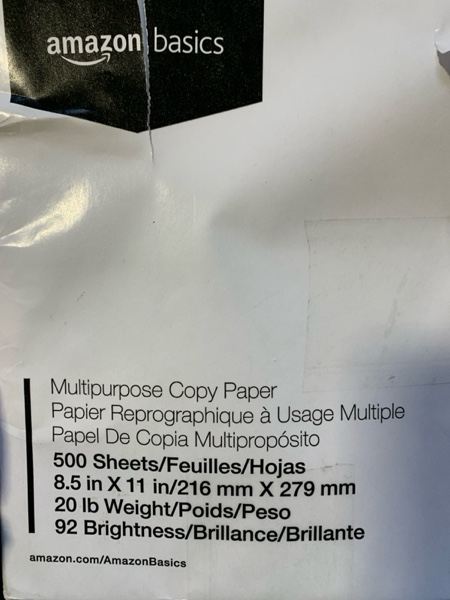 amazon basics
Multipurpose Copy Paper
Papier Reprographique à Usage Multiple
Papel De Copia Multipropósito
500 Sheets/Feuilles/Hojas
8.5 in X 11 in/216 mm X 279 mm
20 lb Weight/Poids/Peso
92 Brightness/Brillance/Brillante
amazon.com/AmazonBasics